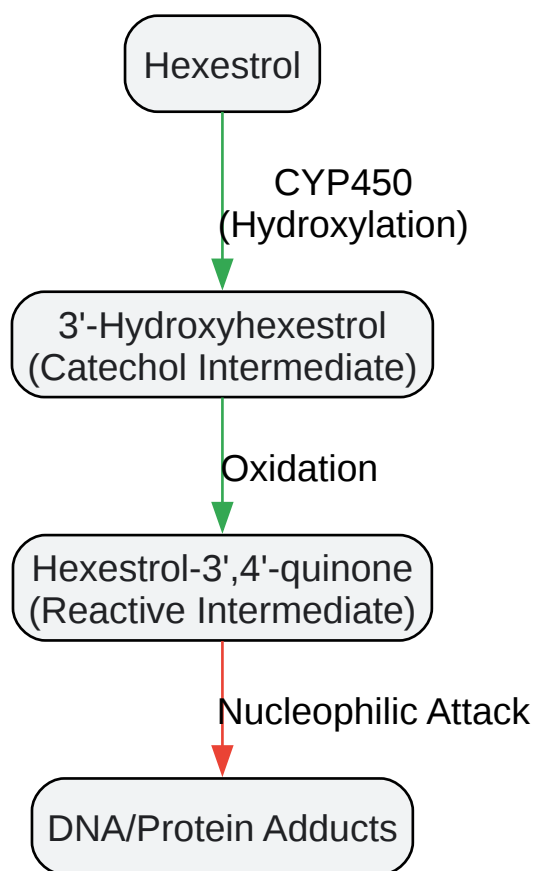 Hexestrol
CYP450
(Hydroxylation)
3'-Hydroxyhexestrol
(Catechol Intermediate)
Oxidation
Hexestrol-3',4'-quinone
(Reactive Intermediate)
Nucleophilic Attack
DNA/Protein Adducts